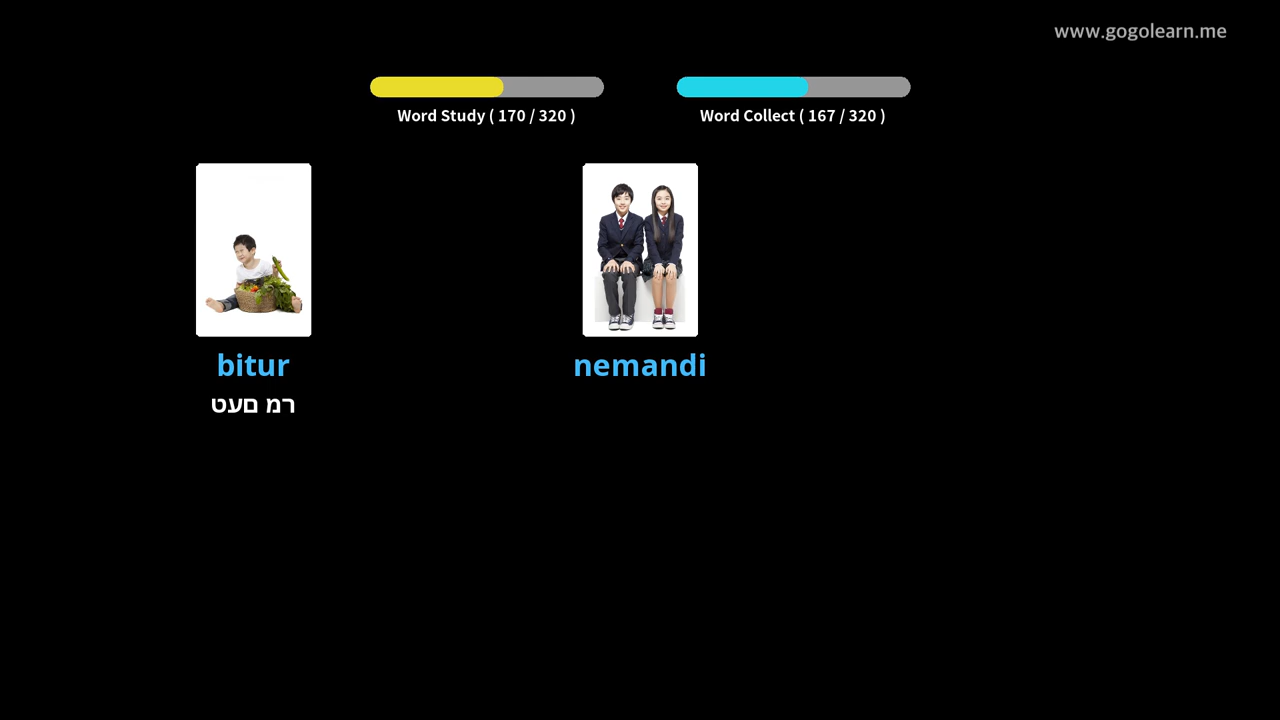 www.gogolearn.me
Word Study ( 170 / 320 )
Word Collect ( 167 / 320 )
bitur
רמ םעט
nemandi